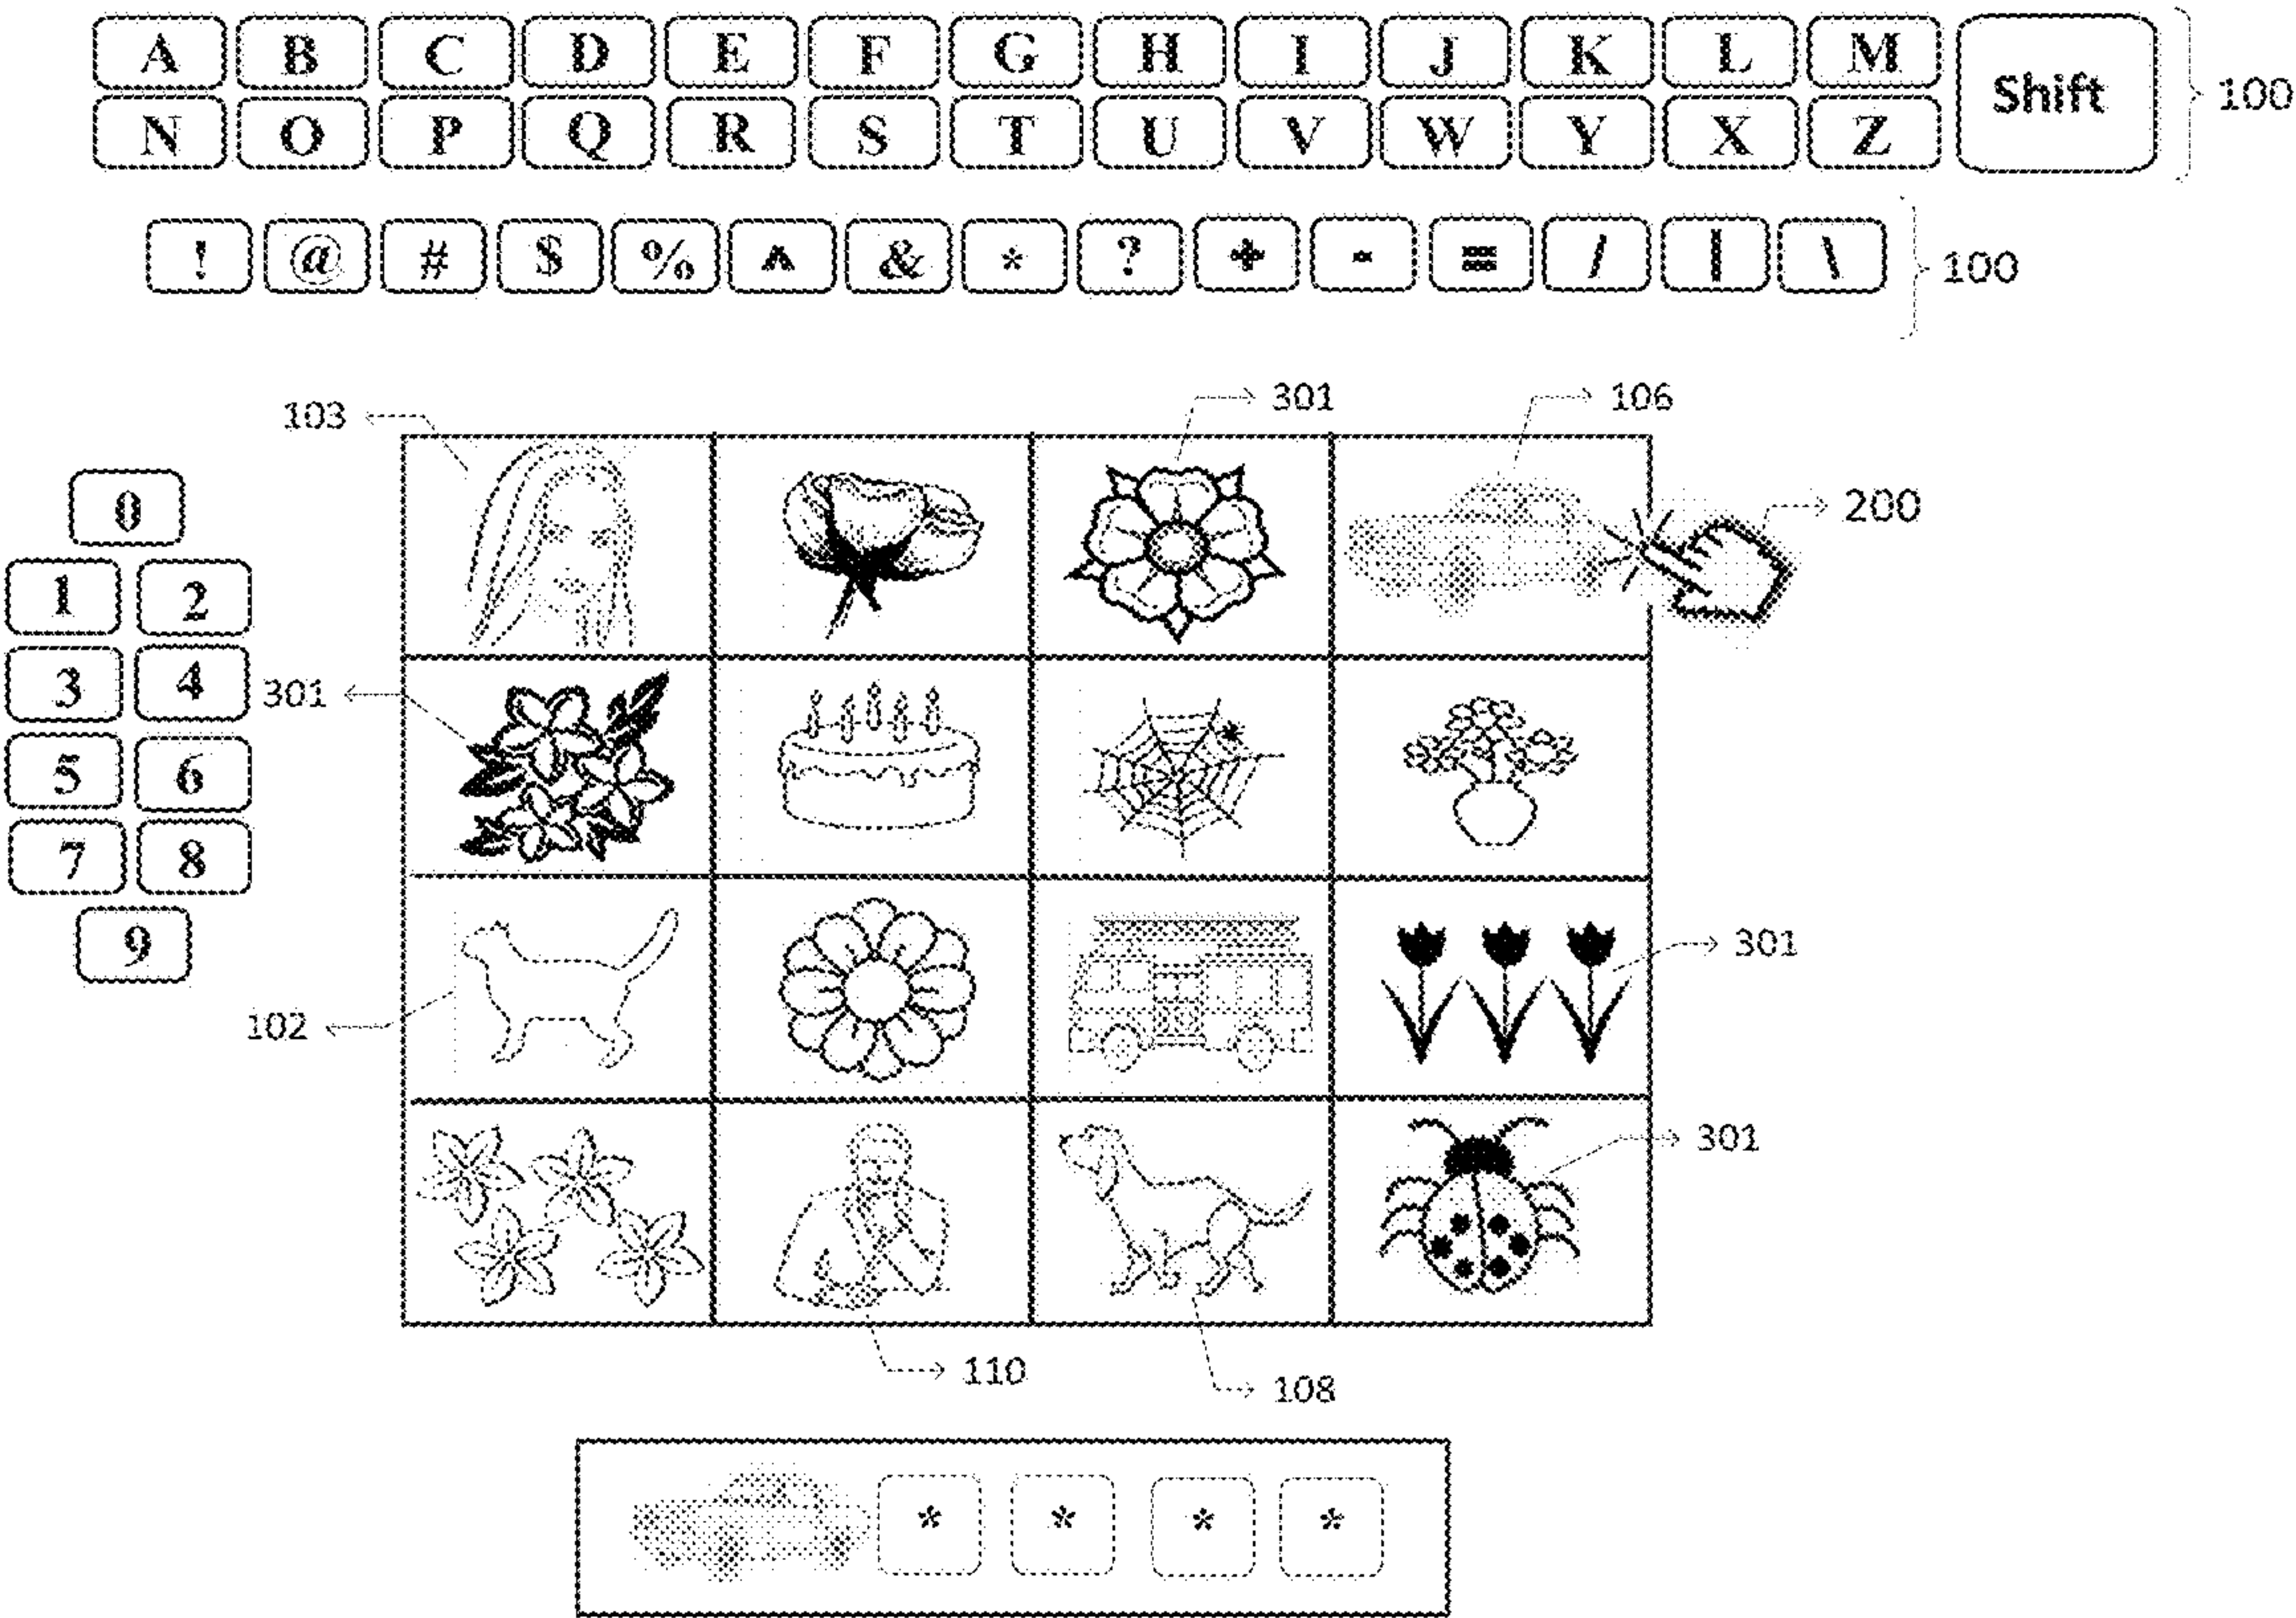 A B C D E F G H I J K L M Shift 100
N O P Q R S T U V W Y X Z
! @ # $ % ^ & * ? + - = / | \ 100
103 301 106
0 200
1 2
3 4 301
5 6
7 8
9 301
102
301
110 108
* * * *